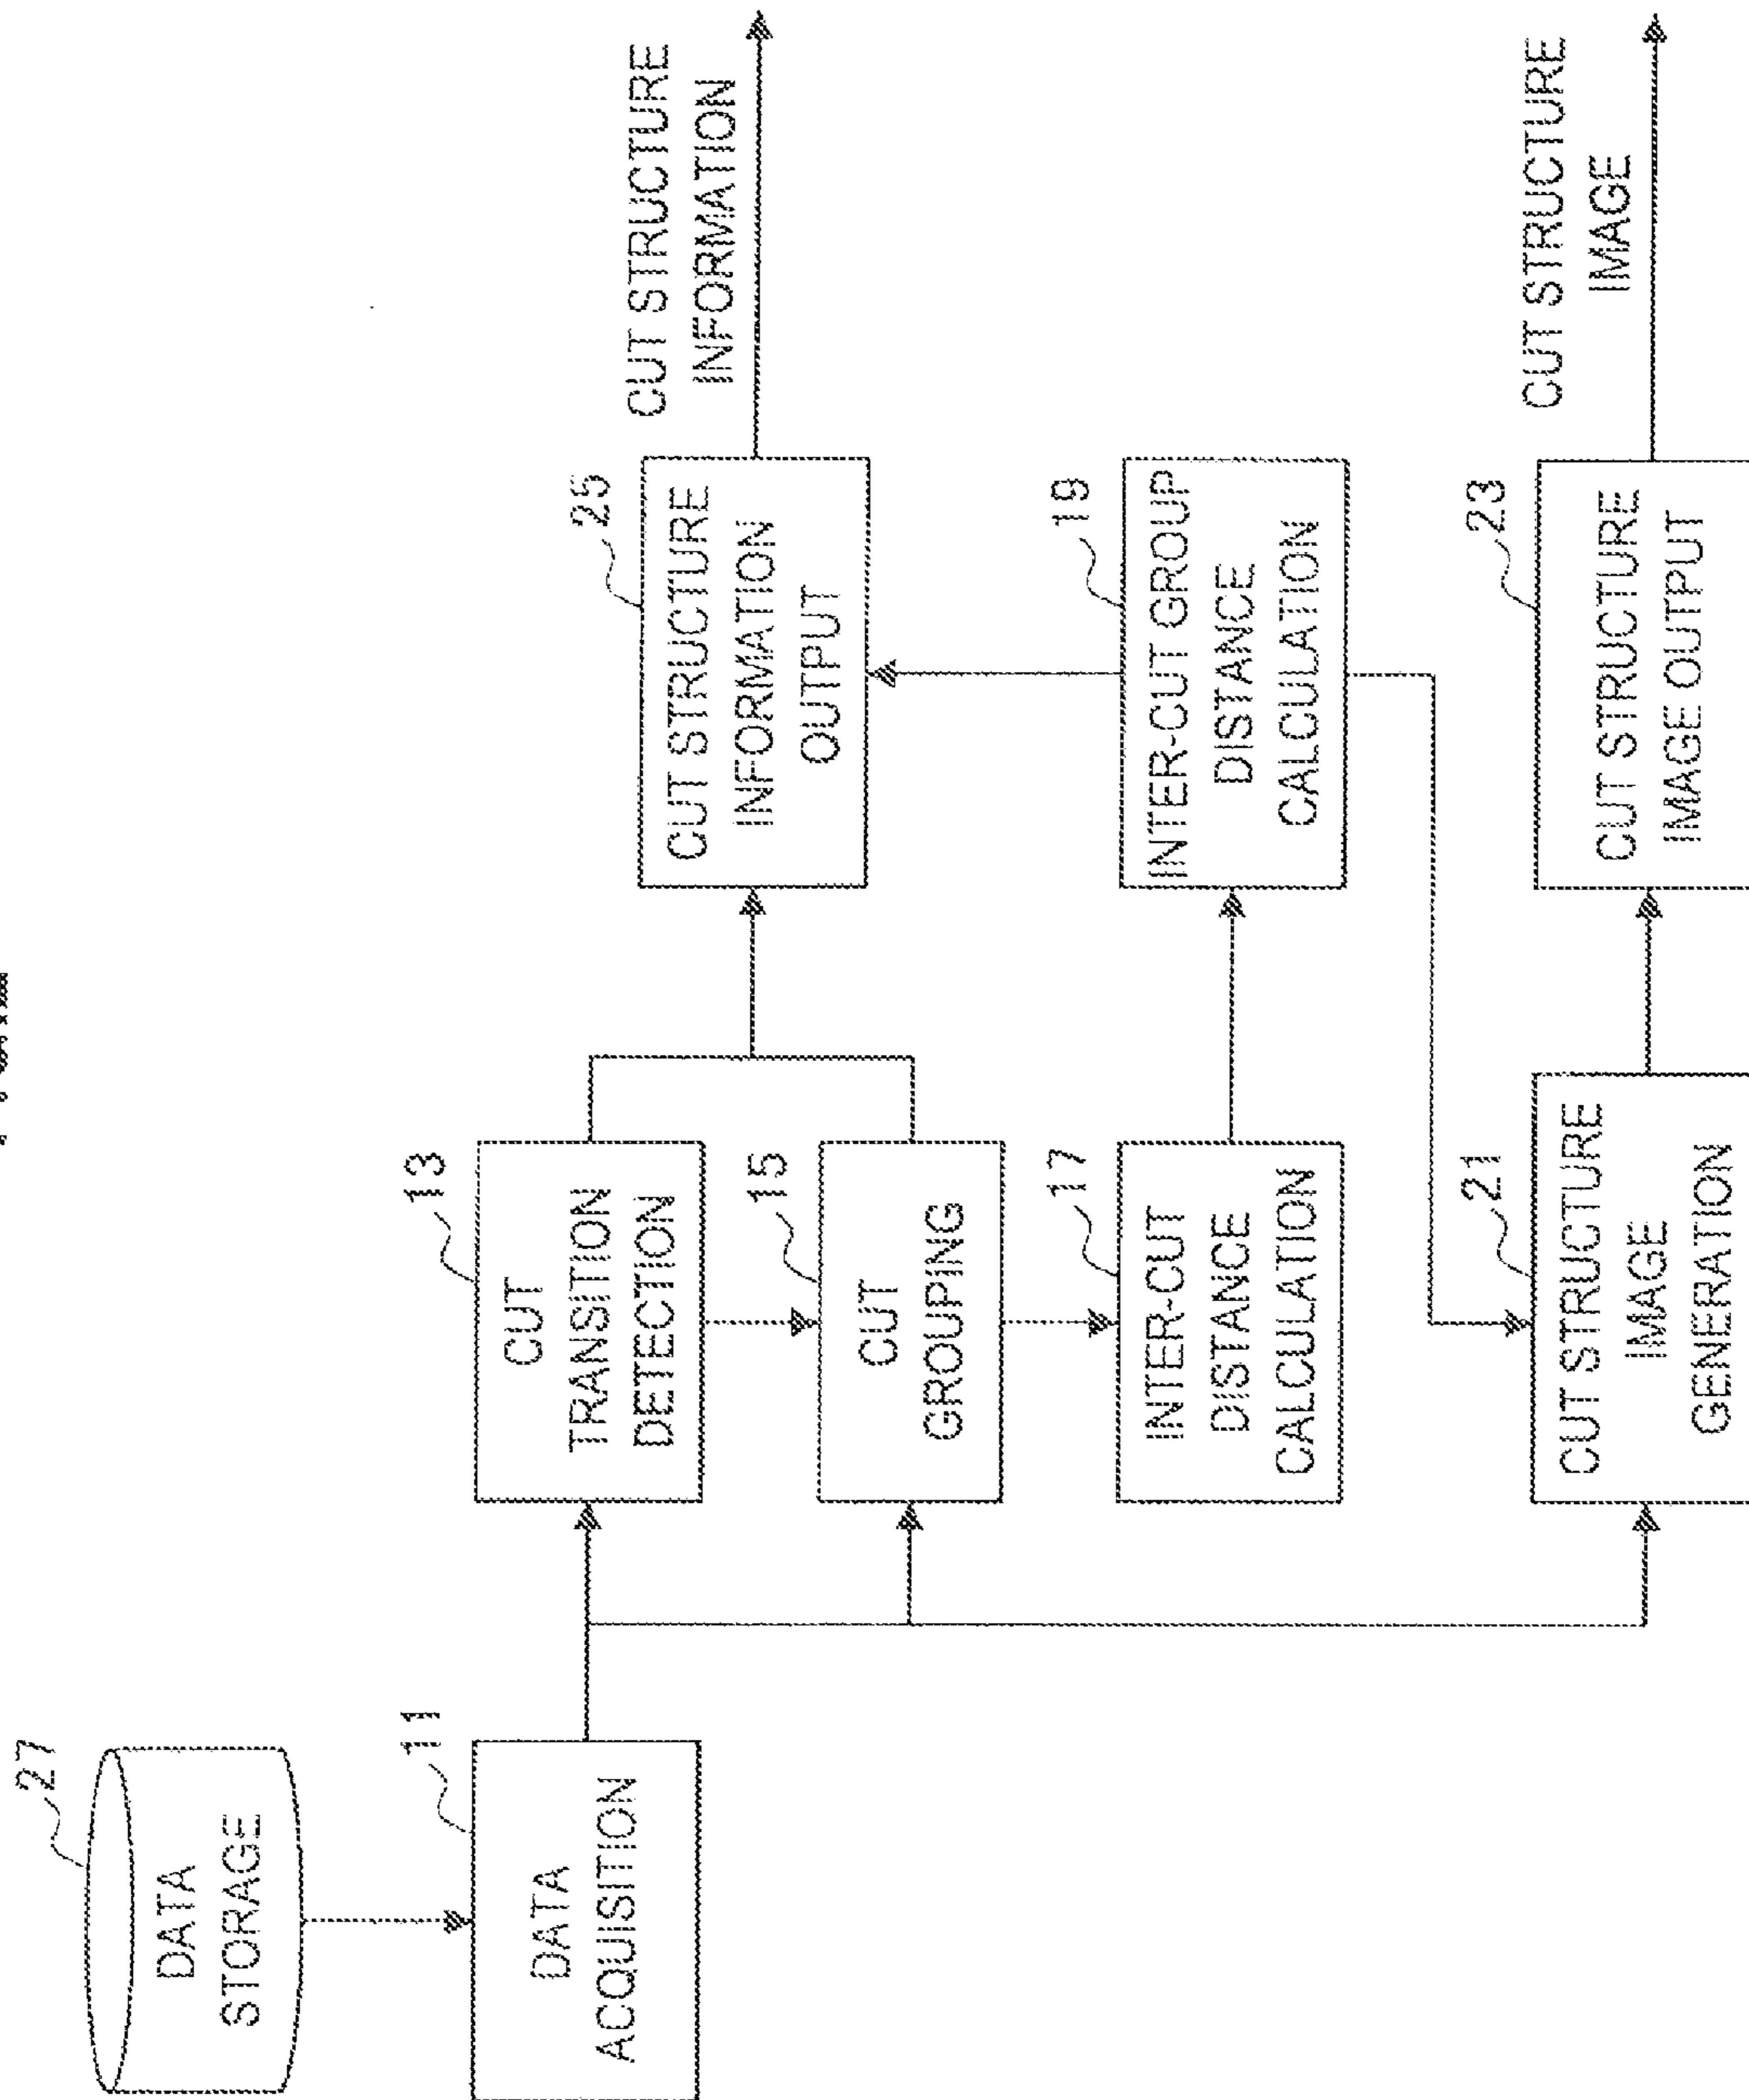 27
DATA
STORAGE
11
DATA
ACQUISITION
13
CUT
TRANSITION
DETECTION
15
CUT
GROUPING
17
INTER-CUT
DISTANCE
CALCULATION
21
CUT STRUCTURE
IMAGE
GENERATION
25
CUT STRUCTURE
INFORMATION
OUTPUT
19
INTER-CUT GROUP
DISTANCE
CALCULATION
23
CUT STRUCTURE
IMAGE OUTPUT
CUT STRUCTURE
INFORMATION
CUT STRUCTURE
IMAGE